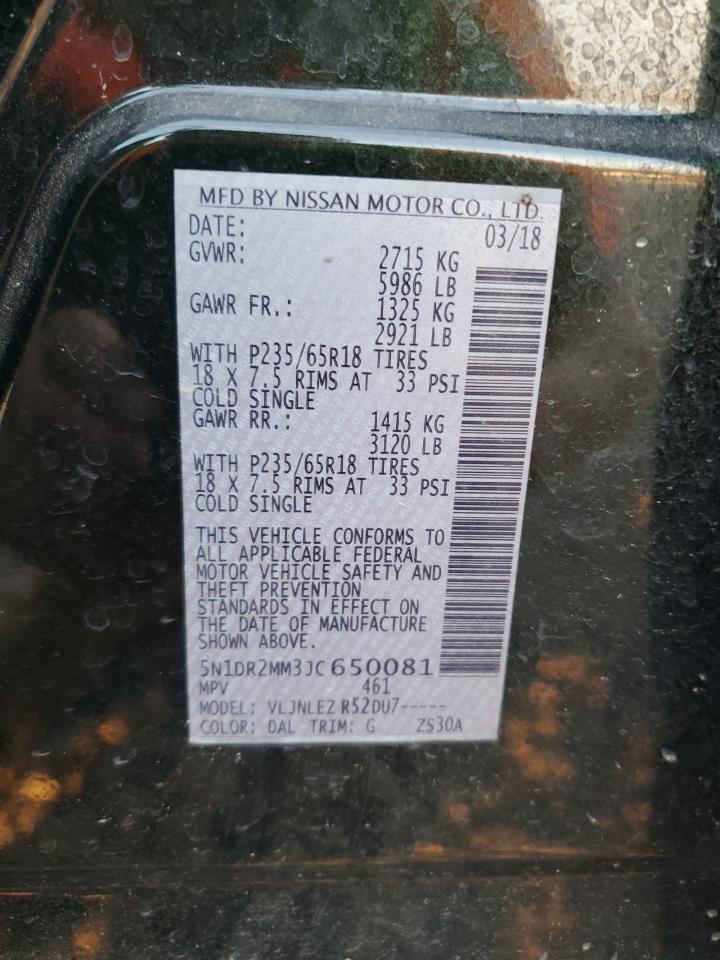 MFD BY NISSAN MOTOR CO., LTD.
DATE: 03/18
GVWR: 2715 KG
5986 LB
GAWR FR.: 1325 KG
2921 LB
WITH P235/65R18 TIRES
18 X 7.5 RIMS AT 33 PSI
COLD SINGLE
GAWR RR.: 1415 KG
3120 LB
WITH P235/65R18 TIRES
18 X 7.5 RIMS AT 33 PSI
COLD SINGLE
THIS VEHICLE CONFORMS TO
ALL APPLICABLE FEDERAL
MOTOR VEHICLE SAFETY AND
THEFT PREVENTION
STANDARDS IN EFFECT ON
THE DATE OF MANUFACTURE
SHOWN ABOVE.
5N1DR2MM3JC650081
MPV 461
MODEL: VLJNLEZ R52DU7-----
COLOR: DAL TRIM: G ZS30A